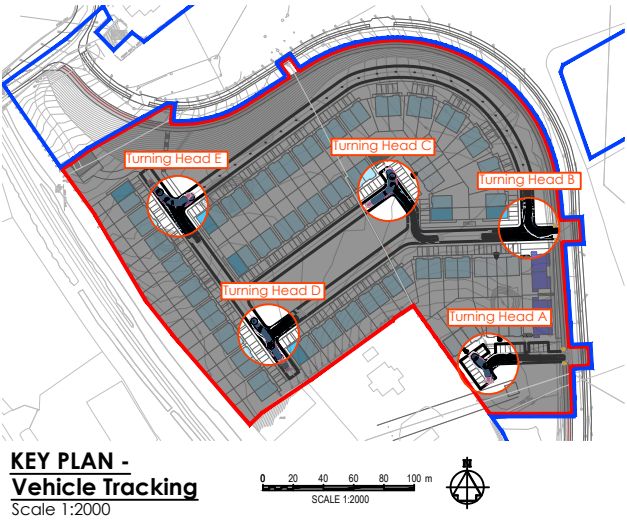 Turning Head C
Turning Head E
Turning Head B
Turning Head D
Turning Head A
KEY PLAN -
Vehicle Tracking
Scale 1:2000
0 20 40 60 80 100 m
SCALE 1:2000